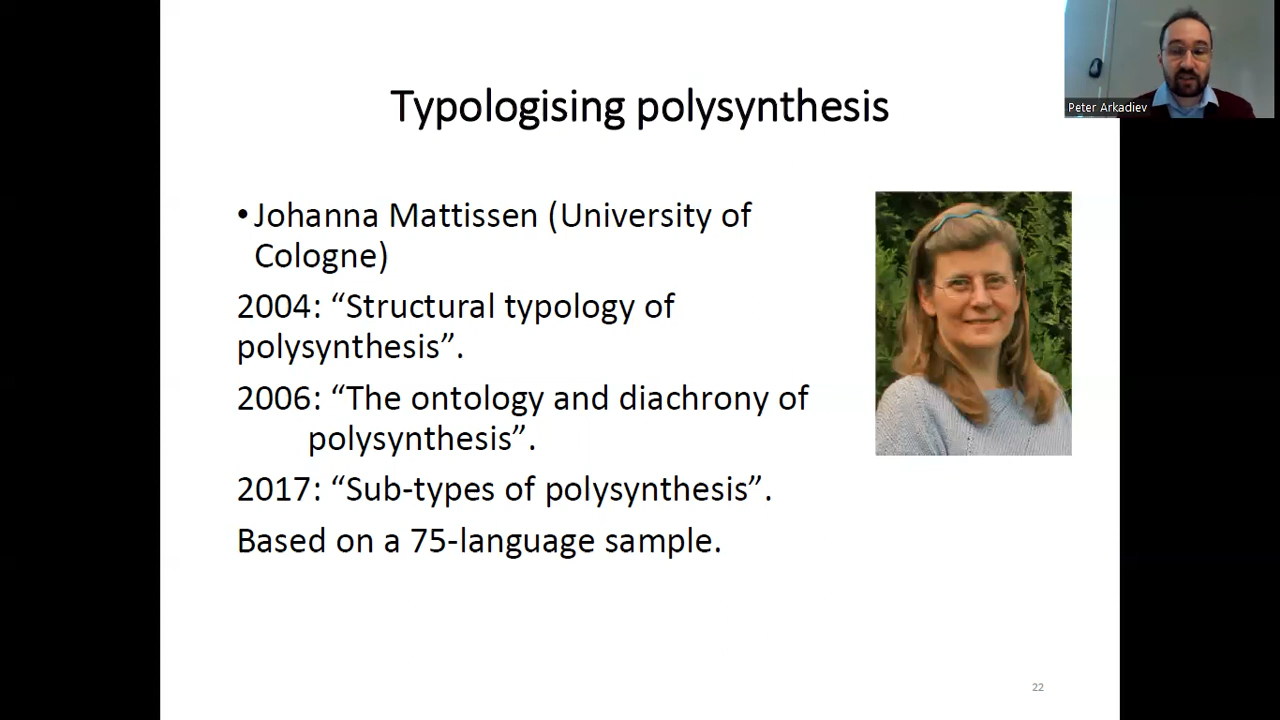 Typologising polysynthesis
Peter Arkadiev
•Johanna Mattissen (University of
Cologne)
2004: “Structural typology of
polysynthesis”.
2006: “The ontology and diachrony of
polysynthesis”.
2017: “Sub-types of polysynthesis”.
Based on a 75-language sample.
22